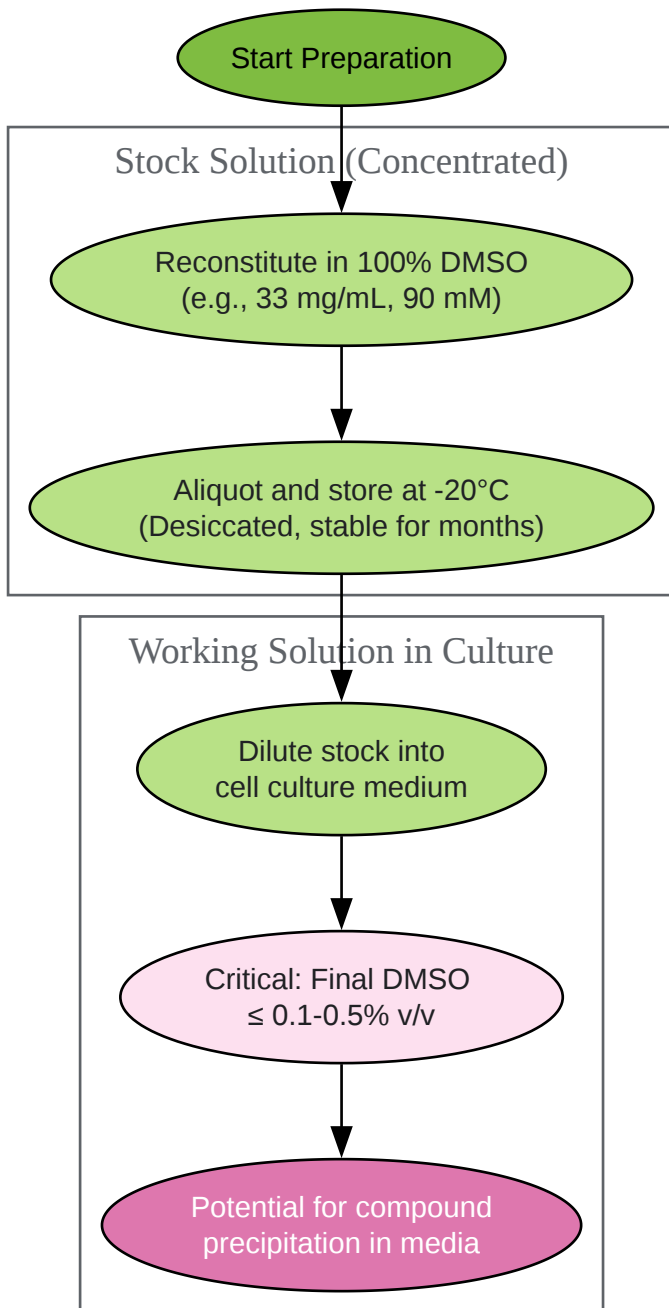 Start Preparation
Stock Solution (Concentrated)
Reconstitute in 100% DMSO
(e.g., 33 mg/mL, 90 mM)
Aliquot and store at -20°C
(Desiccated, stable for months)
Working Solution in Culture
Dilute stock into
cell culture medium
Critical: Final DMSO
≤ 0.1-0.5% v/v
Potential for compound
precipitation in media